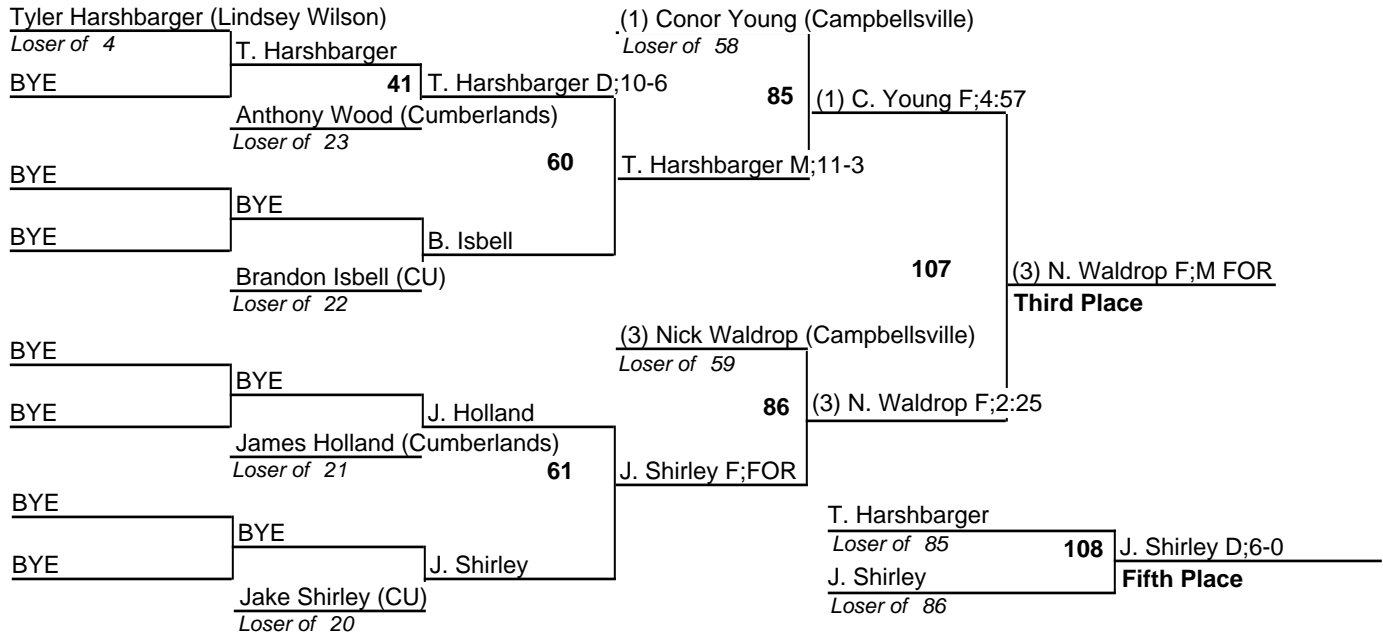 Tyler Harshbarger (Lindsey Wilson)
Loser of 4
BYE
T. Harshbarger
41
Anthony Wood (Cumberlands)
Loser of 23
T. Harshbarger D;10-6
BYE
BYE
BYE
Brandon Isbell (CU)
Loser of 22
B. Isbell
60
(1) Conor Young (Campbellsville)
Loser of 58
85
T. Harshbarger M;11-3
(1) C. Young F;4:57
BYE
BYE
BYE
James Holland (Cumberlands)
Loser of 21
J. Holland
61
BYE
BYE
BYE
Jake Shirley (CU)
Loser of 20
J. Shirley
(3) Nick Waldrop (Campbellsville)
Loser of 59
86
J. Shirley F;FOR
(3) N. Waldrop F;2:25
107
(3) N. Waldrop F;M FOR
Third Place
T. Harshbarger
Loser of 85
108
J. Shirley
Loser of 86
J. Shirley D;6-0
Fifth Place